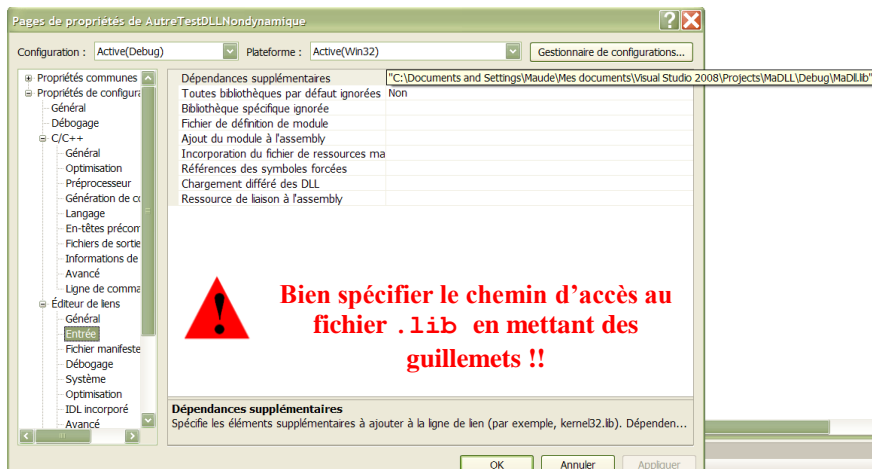 Pages de propriétés de AutreTestDLLNondynamique
Configuration : Active(Debug) Plateforme : Active(Win32) Gestionnaire de configurations...
Propriétés communes
Propriétés de configura
Général
Débogage
C/C++
Général
Optimisation
Préprocesseur
Génération de co
Langage
En-têtes précom
Fichiers de sortie
Informations de
Avancé
Ligne de comma
Éditeur de liens
Général
Entrée
Fichier manifeste
Débogage
Système
Optimisation
IDL incorporé
Avancé
Dépendances supplémentaires "C:\Documents and Settings\Maude\Mes documents\Visual Studio 2008\Projects\MaDLL\Debug\MaDll.lib"
Toutes bibliothèques par défaut ignorées Non
Bibliothèque spécifique ignorée
Fichier de définition de module
Ajout du module à l'assembly
Incorporation du fichier de ressources ma
Références des symboles forcées
Chargement différé des DLL
Ressource de liaison à l'assembly
Bien spécifier le chemin d'accès au
fichier .lib en mettant des
guillemets !!
Dépendances supplémentaires
Spécifie les éléments supplémentaires à ajouter à la ligne de lien (par exemple, kernel32.lib). Dépenden...
OK Annuler Appliquer